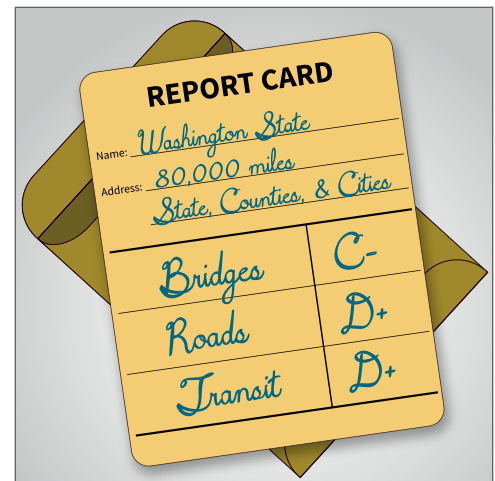 REPORT CARD
Name: Washington State
Address: 80,000 miles
State, Counties, & Cities
Bridges C-
Roads D+
Transit D+